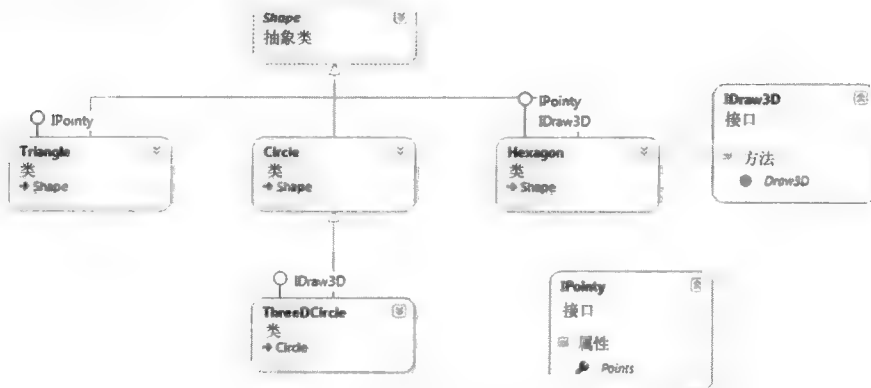 Shape
抽象类
IPointy
IPointy
IDraw3D
Triangle
类
Shape
Circle
类
Shape
Hexagon
类
Shape
IDraw3D
接口
方法
Draw3D
IDraw3D
ThreeDCircle
类
Circle
IPointy
接口
属性
Points